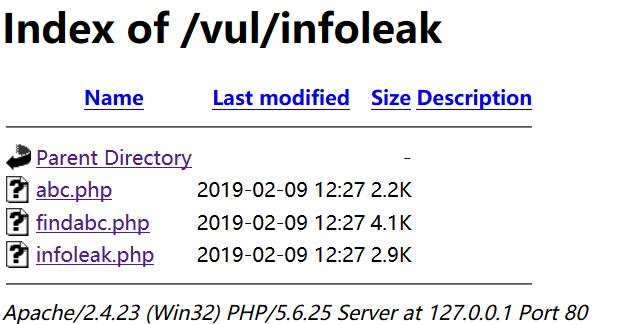 Index of /vul/infoleak
Name Last modified Size Description
Parent Directory -
abc.php 2019-02-09 12:27 2.2K
findabc.php 2019-02-09 12:27 4.1K
infoleak.php 2019-02-09 12:27 2.9K
Apache/2.4.23 (Win32) PHP/5.6.25 Server at 127.0.0.1 Port 80